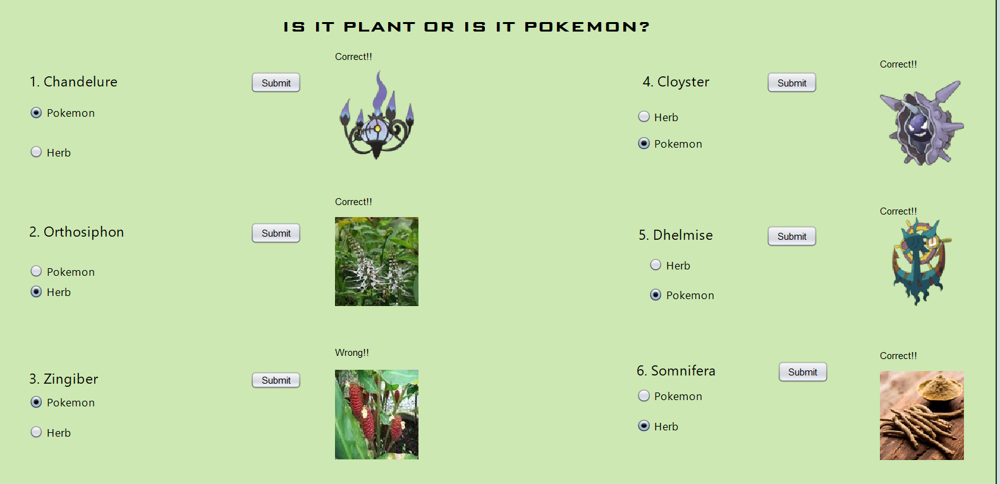 IS IT PLANT OR IS IT POKEMON?
Correct!!
1. Chandelure
Submit
Pokemon
Herb
Correct!!
2. Orthosiphon
Submit
Pokemon
Herb
Wrong!!
3. Zingiber
Submit
Pokemon
Herb
Correct!!
4. Cloyster
Submit
Herb
Pokemon
Correct!!
5. Dhelmise
Submit
Herb
Pokemon
Correct!!
6. Somnifera
Submit
Pokemon
Herb